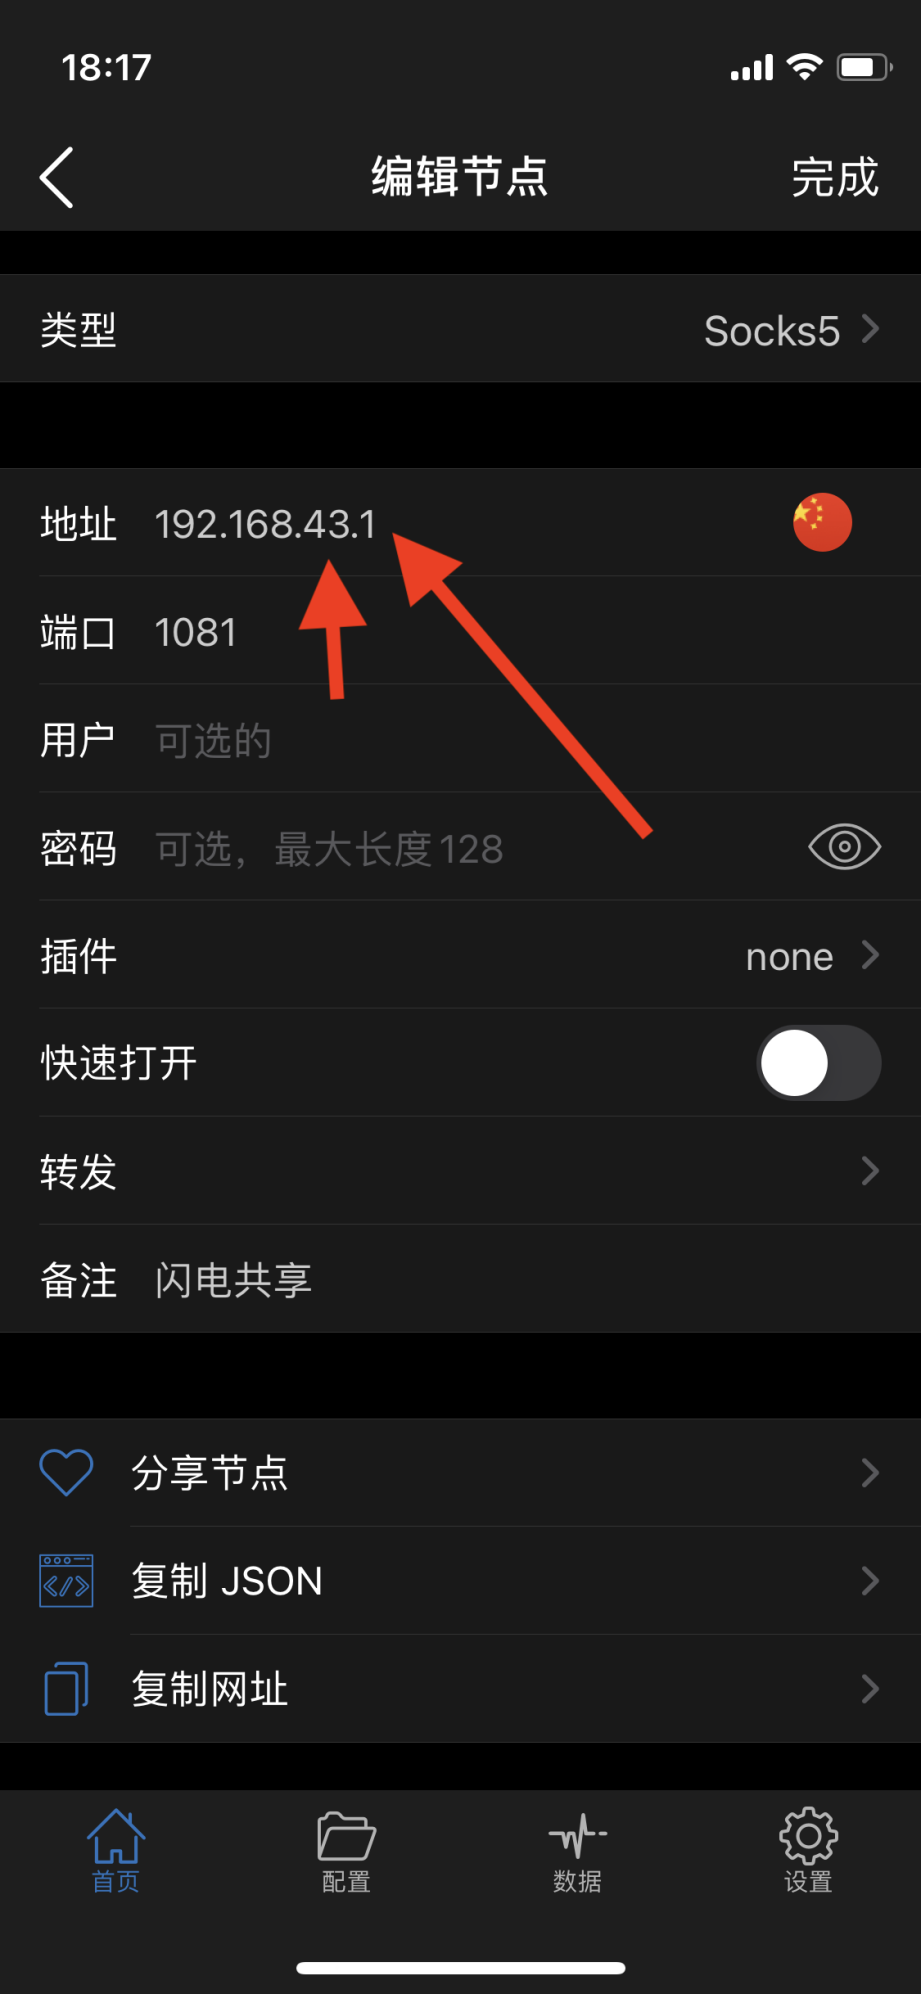 18:17
编辑节点
完成
类型
Socks5
地址 192.168.43.1
端口 1081
用户 可选的
密码 可选，最大长度128
插件
none
快速打开
转发
备注 闪电共享
分享节点
复制 JSON
复制网址
首页
配置
数据
设置